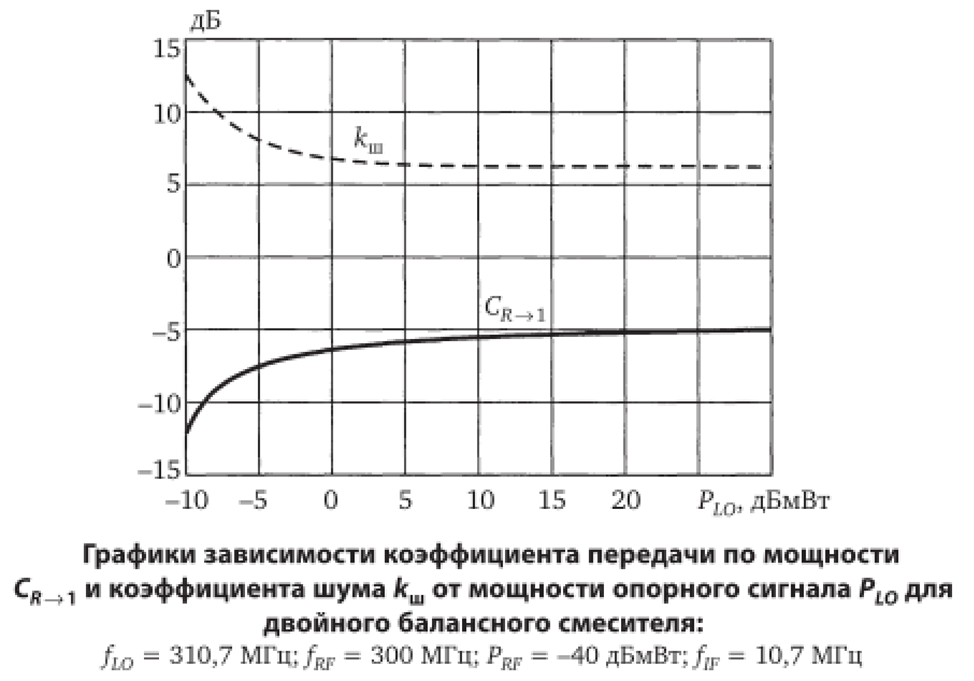 дБ
15
10
5
0
–5
–10
–15
kш
CR→1
–10 –5 0 5 10 15 20 PLO, дБмВт
Графики зависимости коэффициента передачи по мощности
CR→1 и коэффициента шума kш от мощности опорного сигнала PLO для
двойного балансного смесителя:
fLO = 310,7 МГц; fRF = 300 МГц; PRF = –40 дБмВт; fIF = 10,7 МГц